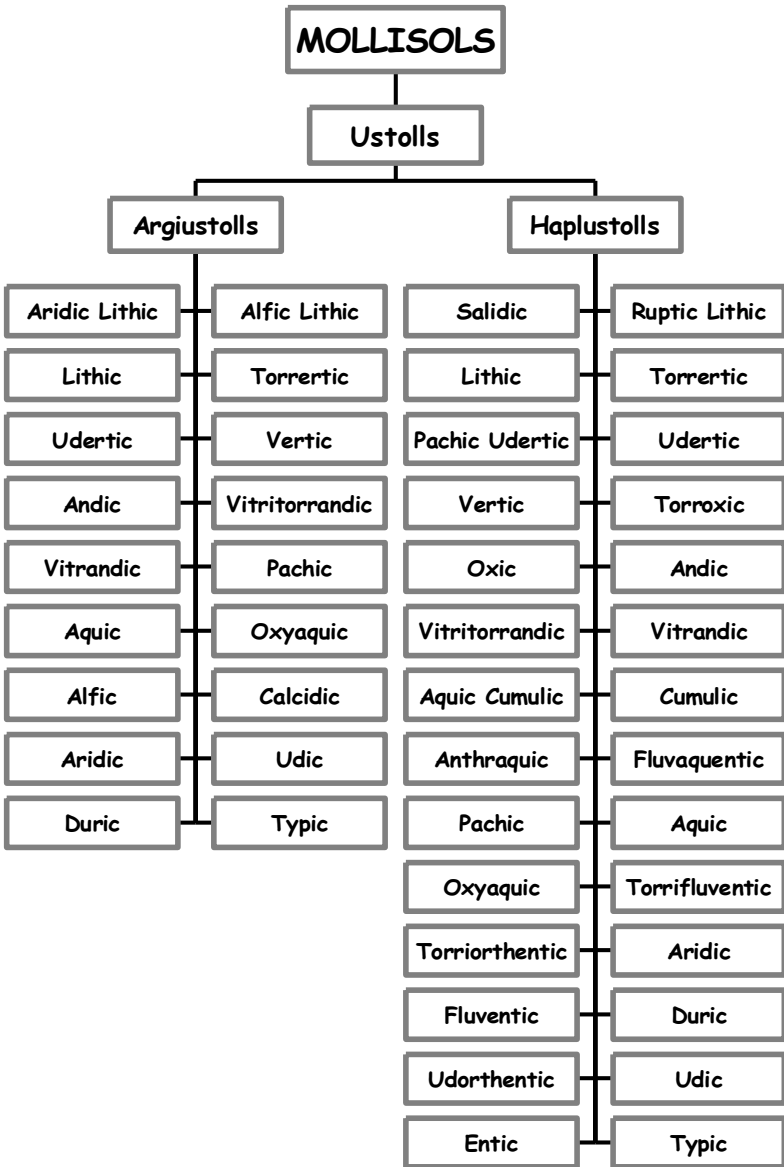 MOLLISOLS
Ustolls
Argiustolls
Haplustolls
Aridic Lithic
Alfic Lithic
Lithic
Torrertic
Udertic
Vertic
Andic
Vitritorrandic
Vitrandic
Pachic
Aquic
Oxyaquic
Alfic
Calcidic
Aridic
Udic
Duric
Typic
Salidic
Ruptic Lithic
Lithic
Torrertic
Pachic Udertic
Udertic
Vertic
Torroxic
Oxic
Andic
Vitritorrandic
Vitrandic
Aquic Cumulic
Cumulic
Anthraquic
Fluvaquentic
Pachic
Aquic
Oxyaquic
Torrifluventic
Torriorthentic
Aridic
Fluventic
Duric
Udorthentic
Udic
Entic
Typic